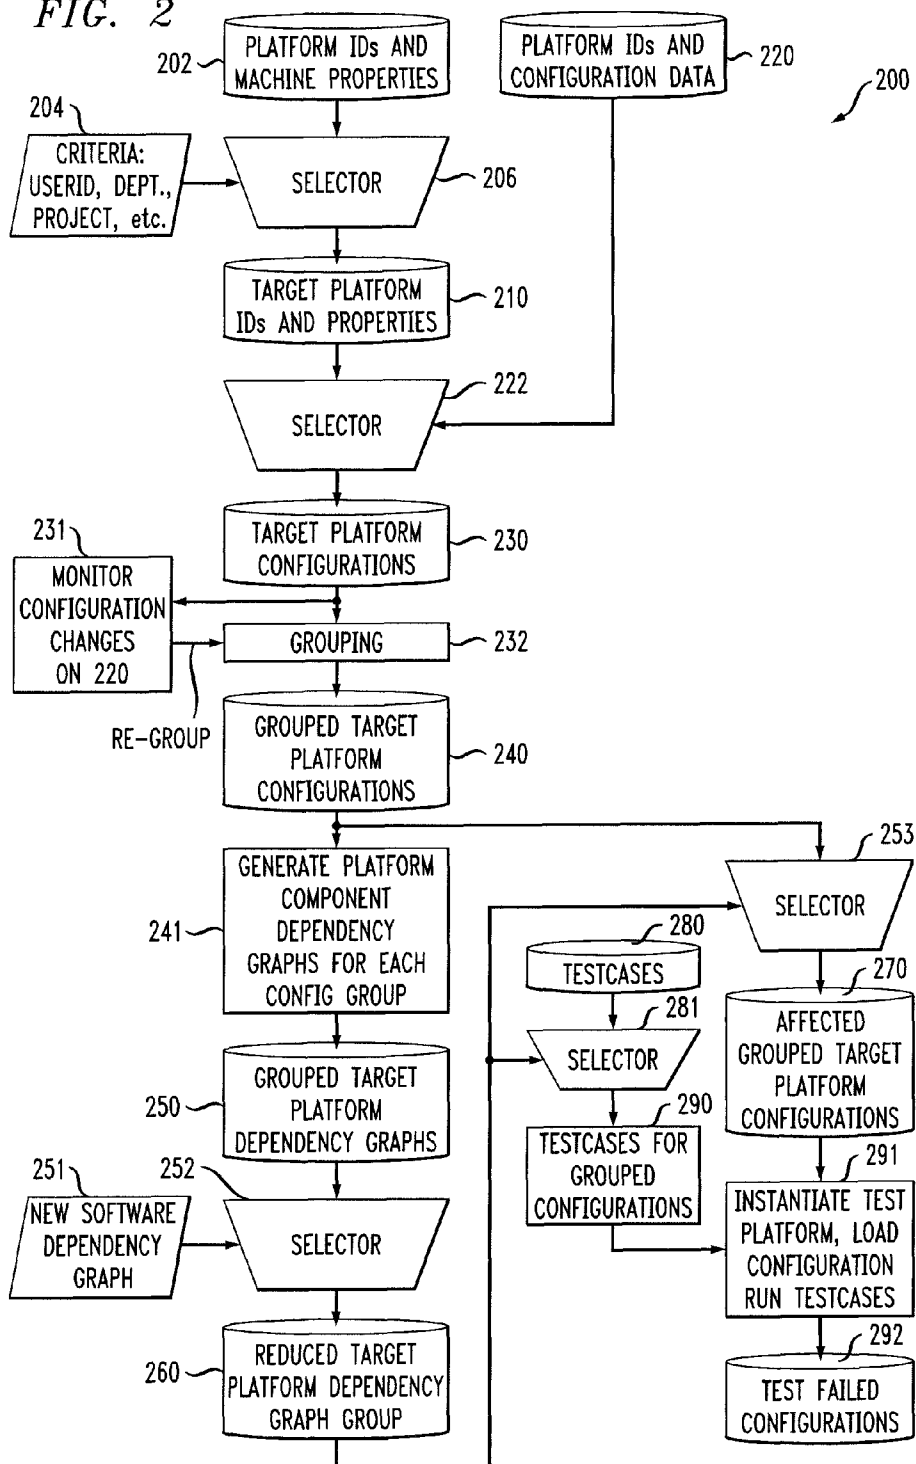 FIG. 2
PLATFORM IDs AND
MACHINE PROPERTIES
202
PLATFORM IDs AND
CONFIGURATION DATA
220
200
204
CRITERIA:
USERID, DEPT.,
PROJECT, etc.
SELECTOR
206
TARGET PLATFORM
IDs AND PROPERTIES
210
222
SELECTOR
TARGET PLATFORM
CONFIGURATIONS
230
231
MONITOR
CONFIGURATION
CHANGES
ON 220
GROUPING
232
RE-GROUP
GROUPED TARGET
PLATFORM
CONFIGURATIONS
240
253
SELECTOR
GENERATE PLATFORM
COMPONENT
DEPENDENCY
GRAPHS FOR EACH
CONFIG GROUP
241
280
TESTCASES
281
SELECTOR
270
AFFECTED
GROUPED TARGET
PLATFORM
CONFIGURATIONS
GROUPED TARGET
PLATFORM
DEPENDENCY GRAPHS
250
290
TESTCASES FOR
GROUPED
CONFIGURATIONS
291
INSTANTIATE TEST
PLATFORM, LOAD
CONFIGURATION
RUN TESTCASES
251
NEW SOFTWARE
DEPENDENCY
GRAPH
252
SELECTOR
260
REDUCED TARGET
PLATFORM DEPENDENCY
GRAPH GROUP
292
TEST FAILED
CONFIGURATIONS